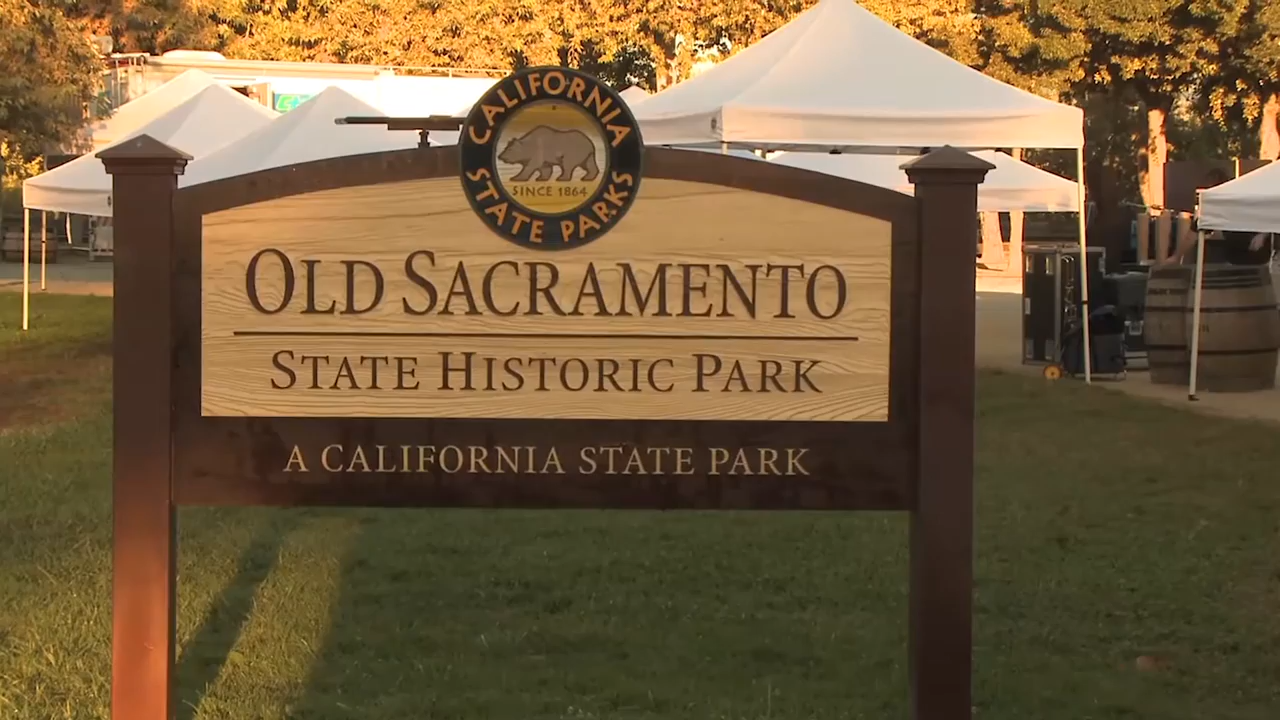 CALIFORNIA
STATE PARKS
SINCE 1864
OLD SACRAMENTO
STATE HISTORIC PARK
A CALIFORNIA STATE PARK